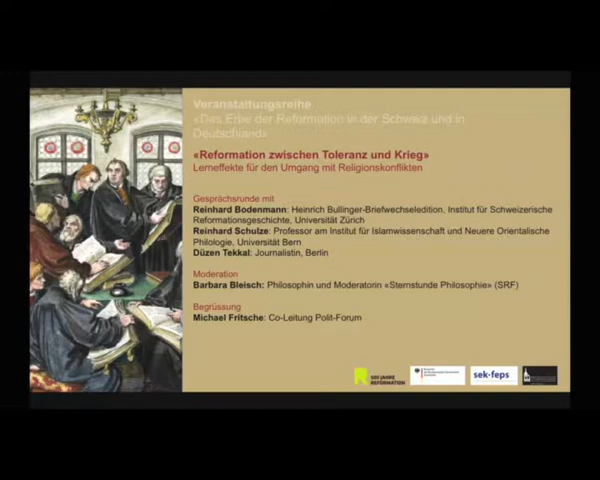 Veranstaltungsreihe
«Das Erbe der Reformation in der Schweiz und in
Deutschland»
«Reformation zwischen Toleranz und Krieg»
Lerneffekte für den Umgang mit Religionskonflikten
Gesprächsrunde mit
Reinhard Bodenmann: Heinrich Bullinger-Briefwechseledition, Institut für Schweizerische
Reformationsgeschichte, Universität Zürich
Reinhard Schulze: Professor am Institut für Islamwissenschaft und Neuere Orientalische
Philologie, Universität Bern
Düzen Tekkal: Journalistin, Berlin
Moderation
Barbara Bleisch: Philosophin und Moderatorin «Sternstunde Philosophie» (SRF)
Begrüssung
Michael Fritsche: Co-Leitung Polit-Forum
500 JAHRE
REFORMATION
sek·feps